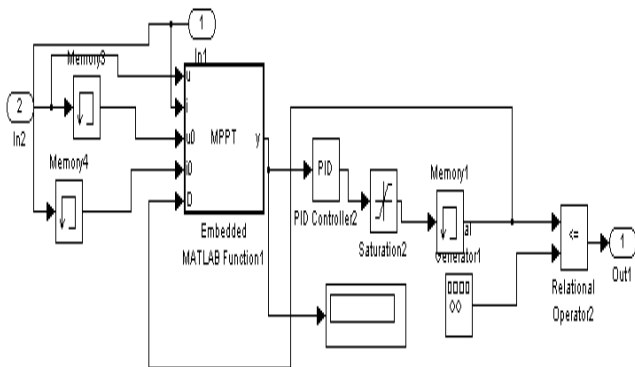 1
In1
Memory3
2
In2
Memory4
u
i
u0
i0
D
MPPT
y
Embedded
MATLAB Function1
PID
PID Controller2
Saturation2
Memory1
al
Generator1
<=
Relational
Operator2
1
Out1